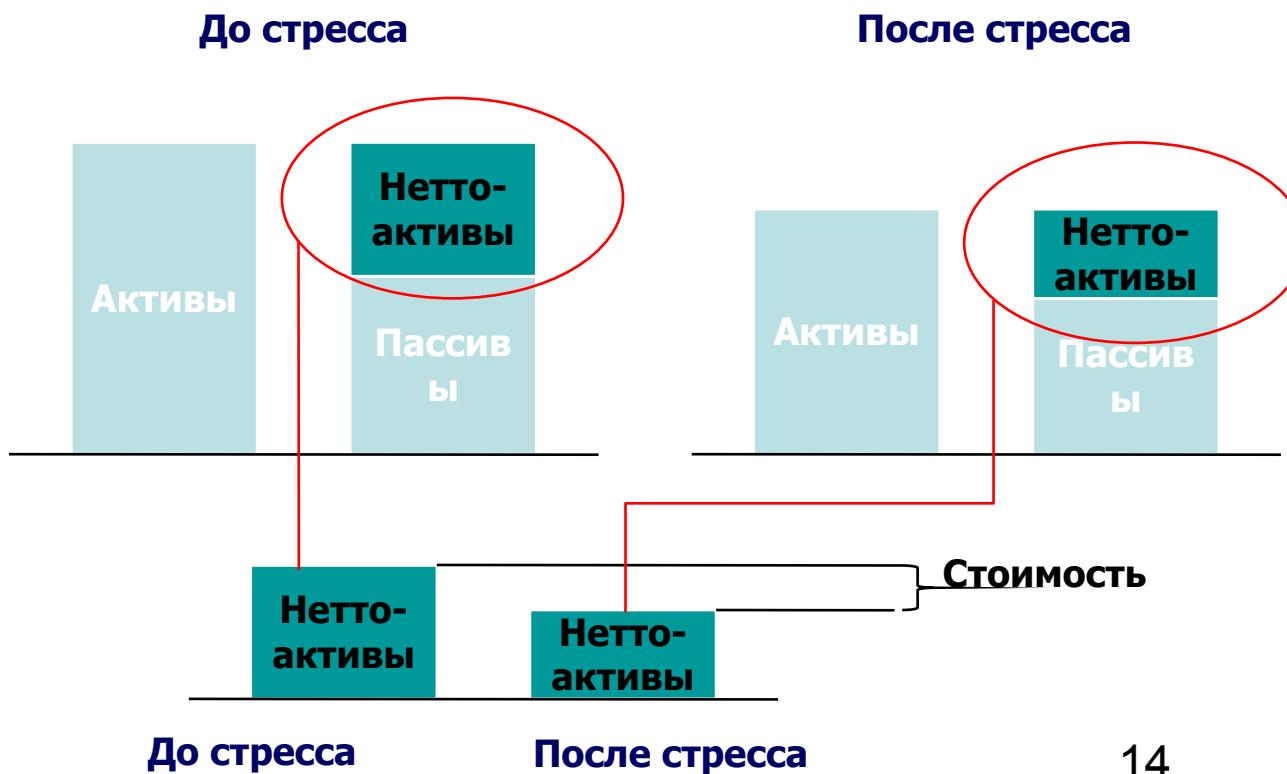 До стресса
После стресса
Активы
Нетто-
активы
Пассив
ы
Активы
Нетто-
активы
Пассив
ы
Стоимость
Нетто-
активы
Нетто-
активы
До стресса
После стресса
14